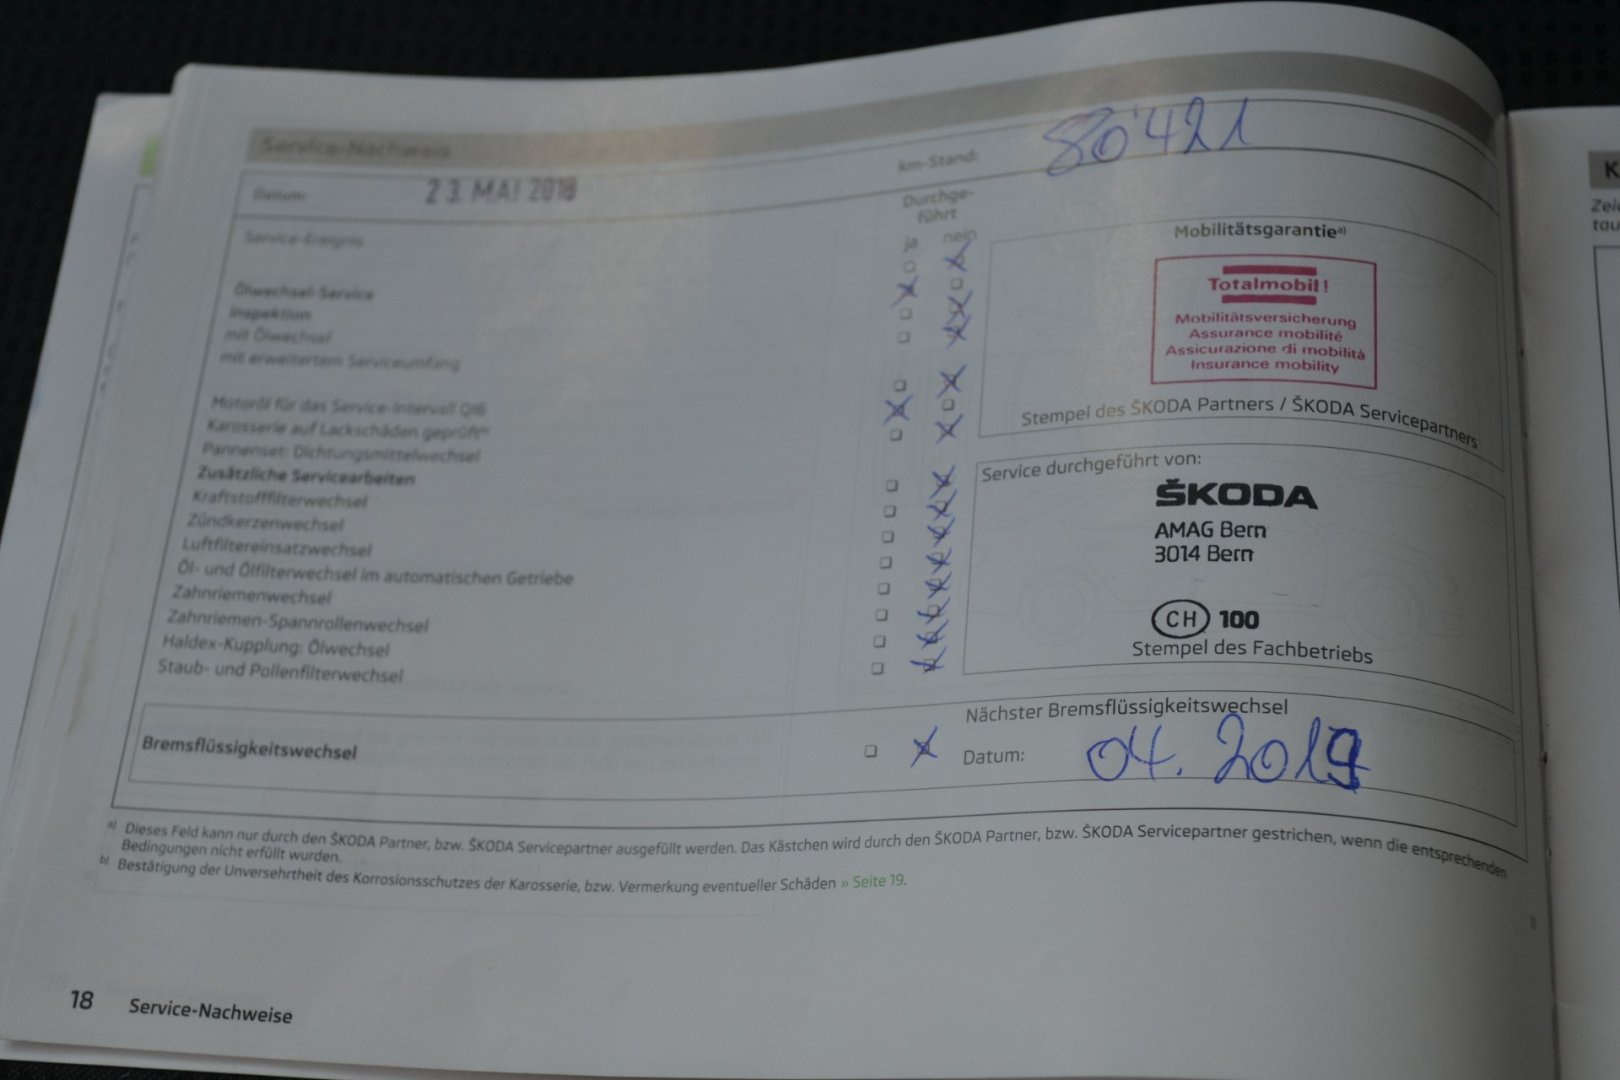 Service-Nachweis
Datum: 23. MAI 2018 km-Stand: 80'421
Service-Ereignis
Durchge-
führt
ja nein
Ölwechsel-Service
Inspektion
mit Ölwechsel
mit erweitertem Serviceumfang
Motoröl für das Service-Intervall QI6
Karosserie auf Lackschäden geprüft b)
Pannenset: Dichtungsmittelwechsel
Zusätzliche Servicearbeiten
Kraftstofffilterwechsel
Zündkerzenwechsel
Luftfiltereinsatzwechsel
Öl- und Ölfilterwechsel im automatischen Getriebe
Zahnriemenwechsel
Zahnriemen-Spannrollenwechsel
Haldex-Kupplung: Ölwechsel
Staub- und Pollenfilterwechsel
Mobilitätsgarantie a)
Totalmobil!
Mobilitätsversicherung
Assurance mobilité
Assicurazione di mobilità
Insurance mobility
Stempel des ŠKODA Partners / ŠKODA Servicepartners
Service durchgeführt von:
ŠKODA
AMAG Bern
3014 Bern
CH 100
Stempel des Fachbetriebs
Bremsflüssigkeitswechsel
Nächster Bremsflüssigkeitswechsel
Datum: 04. 2019
a) Dieses Feld kann nur durch den ŠKODA Partner, bzw. ŠKODA Servicepartner ausgefüllt werden. Das Kästchen wird durch den ŠKODA Partner, bzw. ŠKODA Servicepartner gestrichen, wenn die entsprechenden
Bedingungen nicht erfüllt wurden.
b) Bestätigung der Unversehrtheit des Korrosionsschutzes der Karosserie, bzw. Vermerkung eventueller Schäden » Seite 19.
18 Service-Nachweise